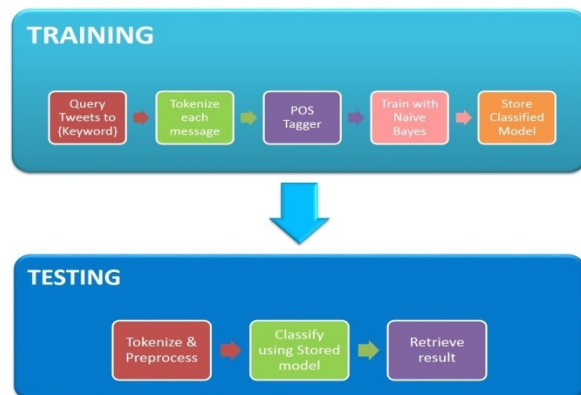 TRAINING
Query
Tweets to
{Keyword}
Tokenize
each
message
POS
Tagger
Train with
Naive
Bayes
Store
Classified
Model
TESTING
Tokenize &
Preprocess
Classify
using Stored
model
Retrieve
result